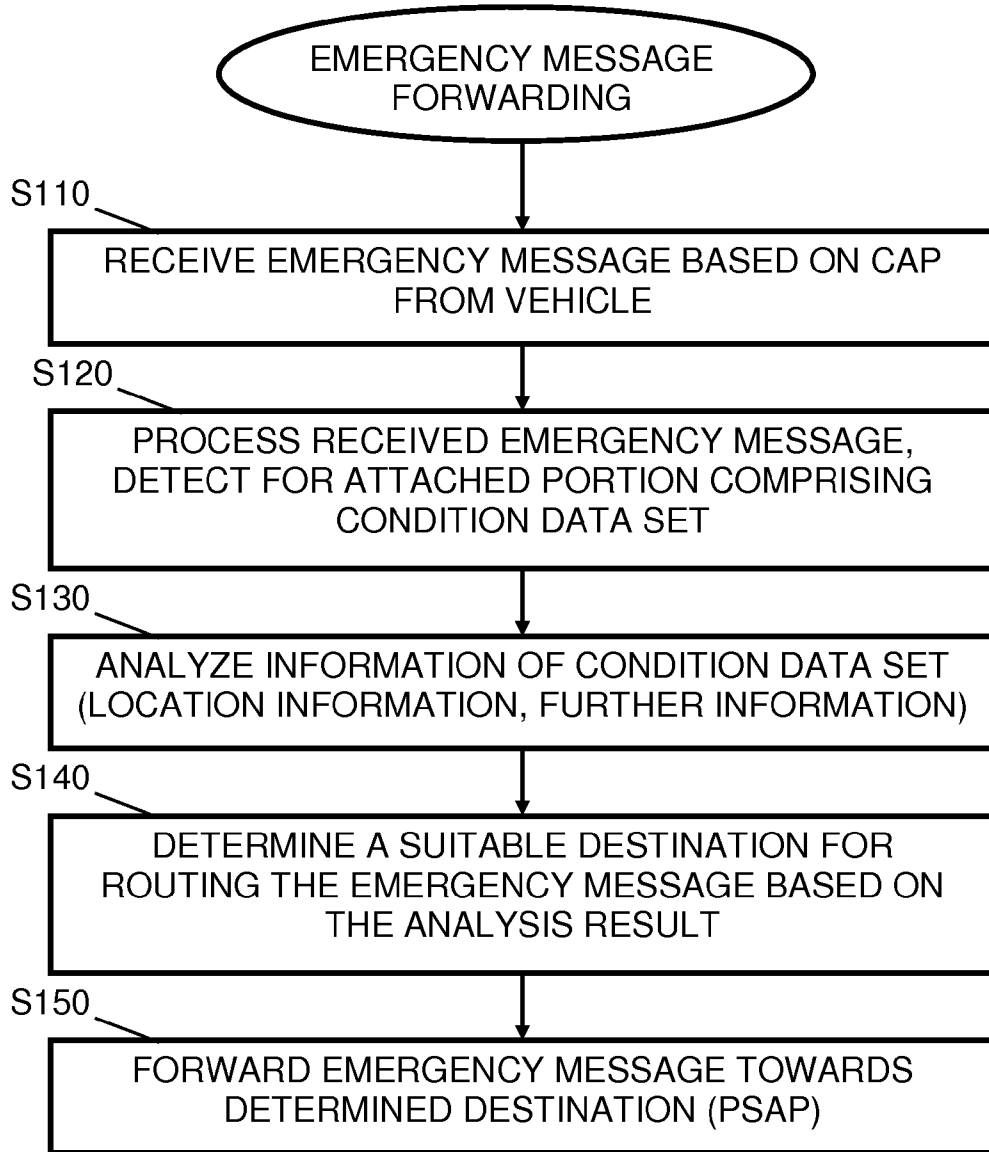 EMERGENCY MESSAGE
FORWARDING
S110
RECEIVE EMERGENCY MESSAGE BASED ON CAP
FROM VEHICLE
S120
PROCESS RECEIVED EMERGENCY MESSAGE,
DETECT FOR ATTACHED PORTION COMPRISING
CONDITION DATA SET
S130
ANALYZE INFORMATION OF CONDITION DATA SET
(LOCATION INFORMATION, FURTHER INFORMATION)
S140
DETERMINE A SUITABLE DESTINATION FOR
ROUTING THE EMERGENCY MESSAGE BASED ON
THE ANALYSIS RESULT
S150
FORWARD EMERGENCY MESSAGE TOWARDS
DETERMINED DESTINATION (PSAP)